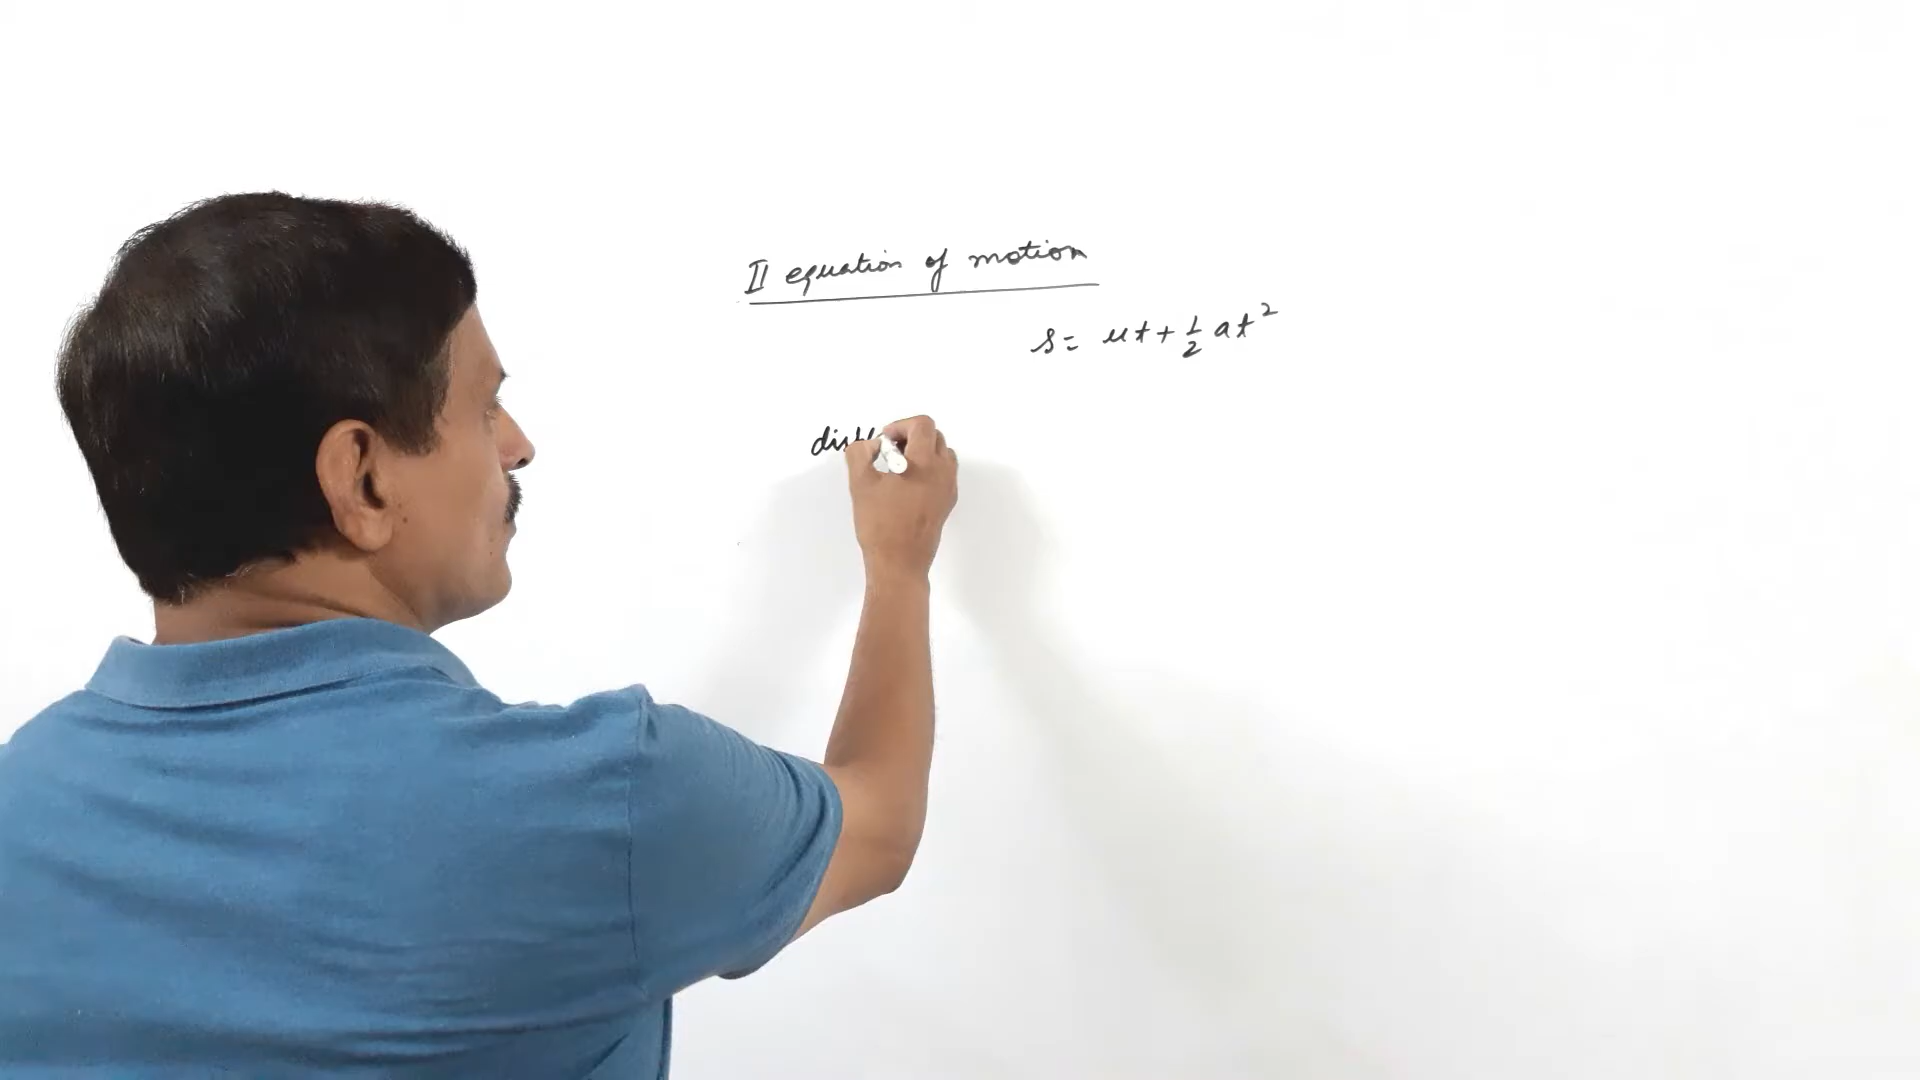 II equation of motion
s = ut + 1/2 at²